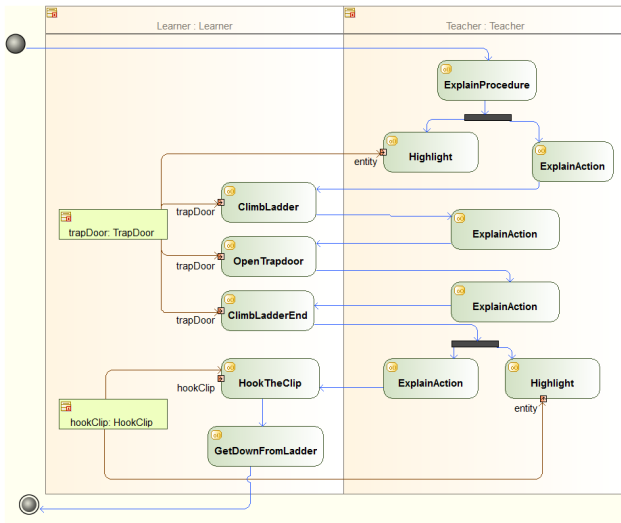 Learner : Learner
Teacher : Teacher
ExplainProcedure
entity
Highlight
ExplainAction
trapDoor
ClimbLadder
trapDoor: TrapDoor
ExplainAction
trapDoor
OpenTrapdoor
trapDoor
ClimbLadderEnd
ExplainAction
hookClip
HookTheClip
ExplainAction
Highlight
entity
hookClip: HookClip
GetDownFromLadder